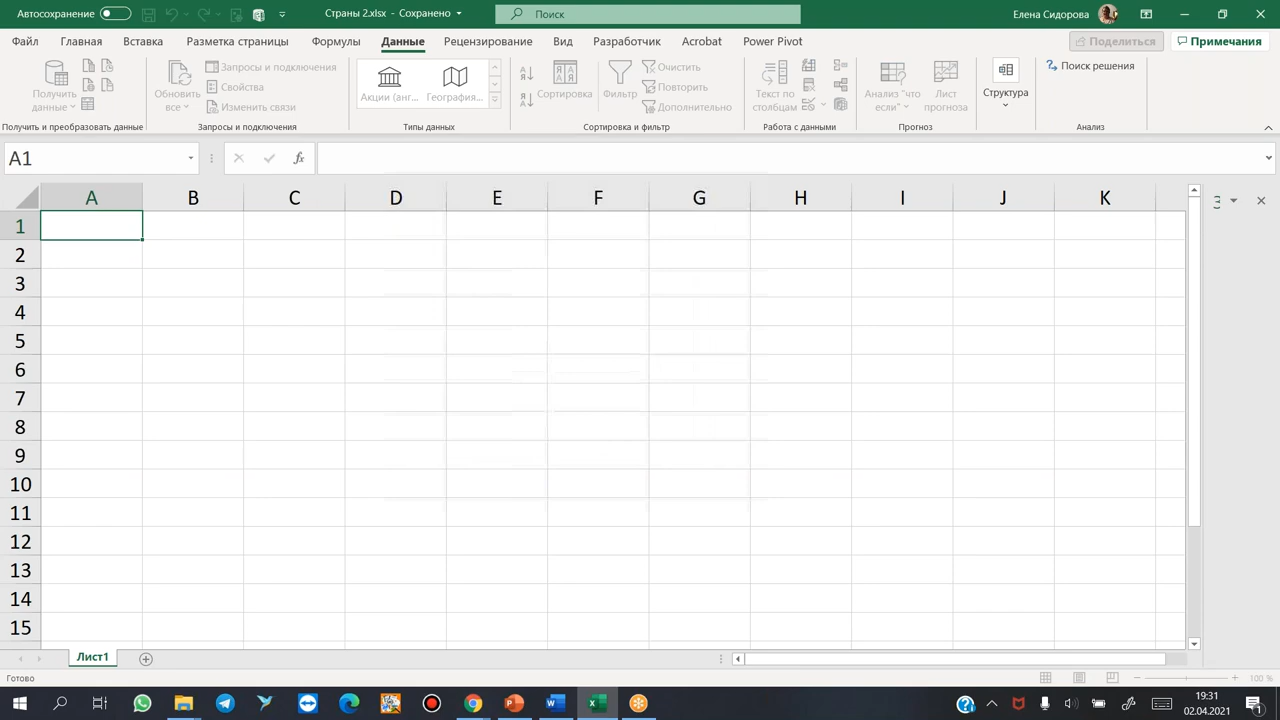 Автосохранение
Страны 2.xlsx - Сохранено
Поиск
Елена Сидорова
Файл Главная Вставка Разметка страницы Формулы Данные Рецензирование Вид Разработчик Acrobat Power Pivot
Поделиться
Примечания
Получить данные
Запросы и подключения
Свойства
Изменить связи
Обновить все
Акции (анг...
География...
Сортировка
Фильтр
Очистить
Повторить
Дополнительно
Текст по столбцам
Анализ "что если"
Лист прогноза
Структура
Поиск решения
Получить и преобразовать данные
Запросы и подключения
Типы данных
Сортировка и фильтр
Работа с данными
Прогноз
Анализ
A1
fx
A B C D E F G H I J K
1
2
3
4
5
6
7
8
9
10
11
12
13
14
15
Лист1
Готово
100 %
19:31
02.04.2021